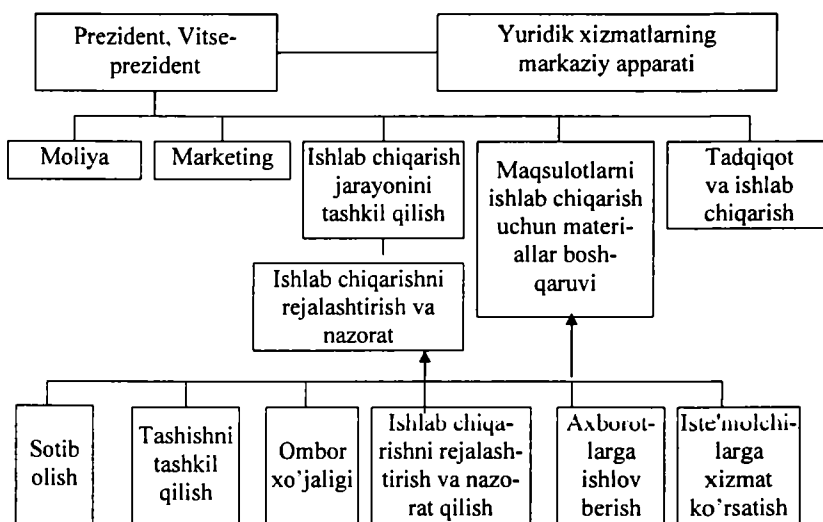 Prezident, Vitse-
prezident
Yuridik xizmatlarning
markaziy apparati
Moliya
Marketing
Ishlab chiqarish
jarayonini
tashkil qilish
Maqsulotlarni
ishlab chiqarish
uchun materi-
allar bosh-
qaruvi
Tadqiqot
va ishlab
chiqarish
Ishlab chiqarishni
rejalashtirish va
nazorat
Sotib
olish
Tashishni
tashkil
qilish
Ombor
xo'jaligi
Ishlab chiqa-
rishni rejalash-
tirish va nazo-
rat qilish
Axborot-
larga
ishlov
berish
Iste'molchi-
larga
xizmat
ko'rsatish